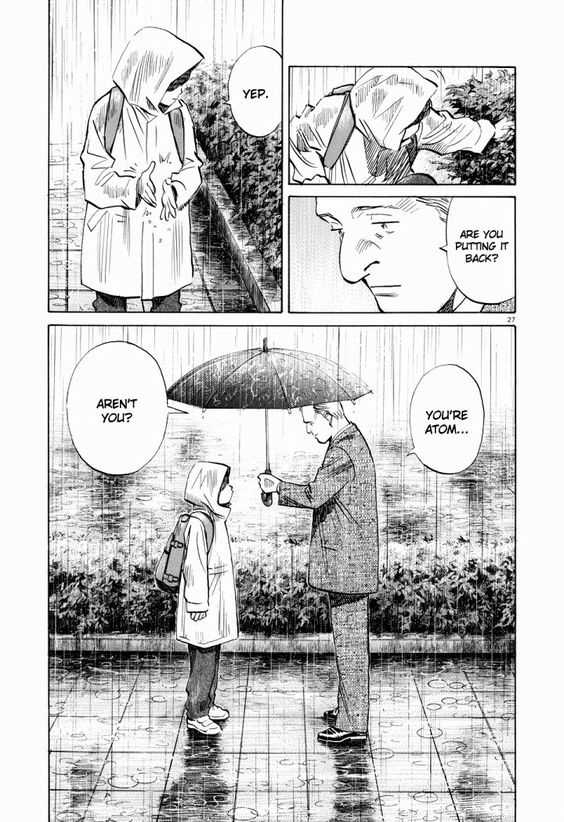 ARE YOU
PUTTING IT
BACK?
27
YEP.
YOU'RE
ATOM...
AREN'T
YOU?